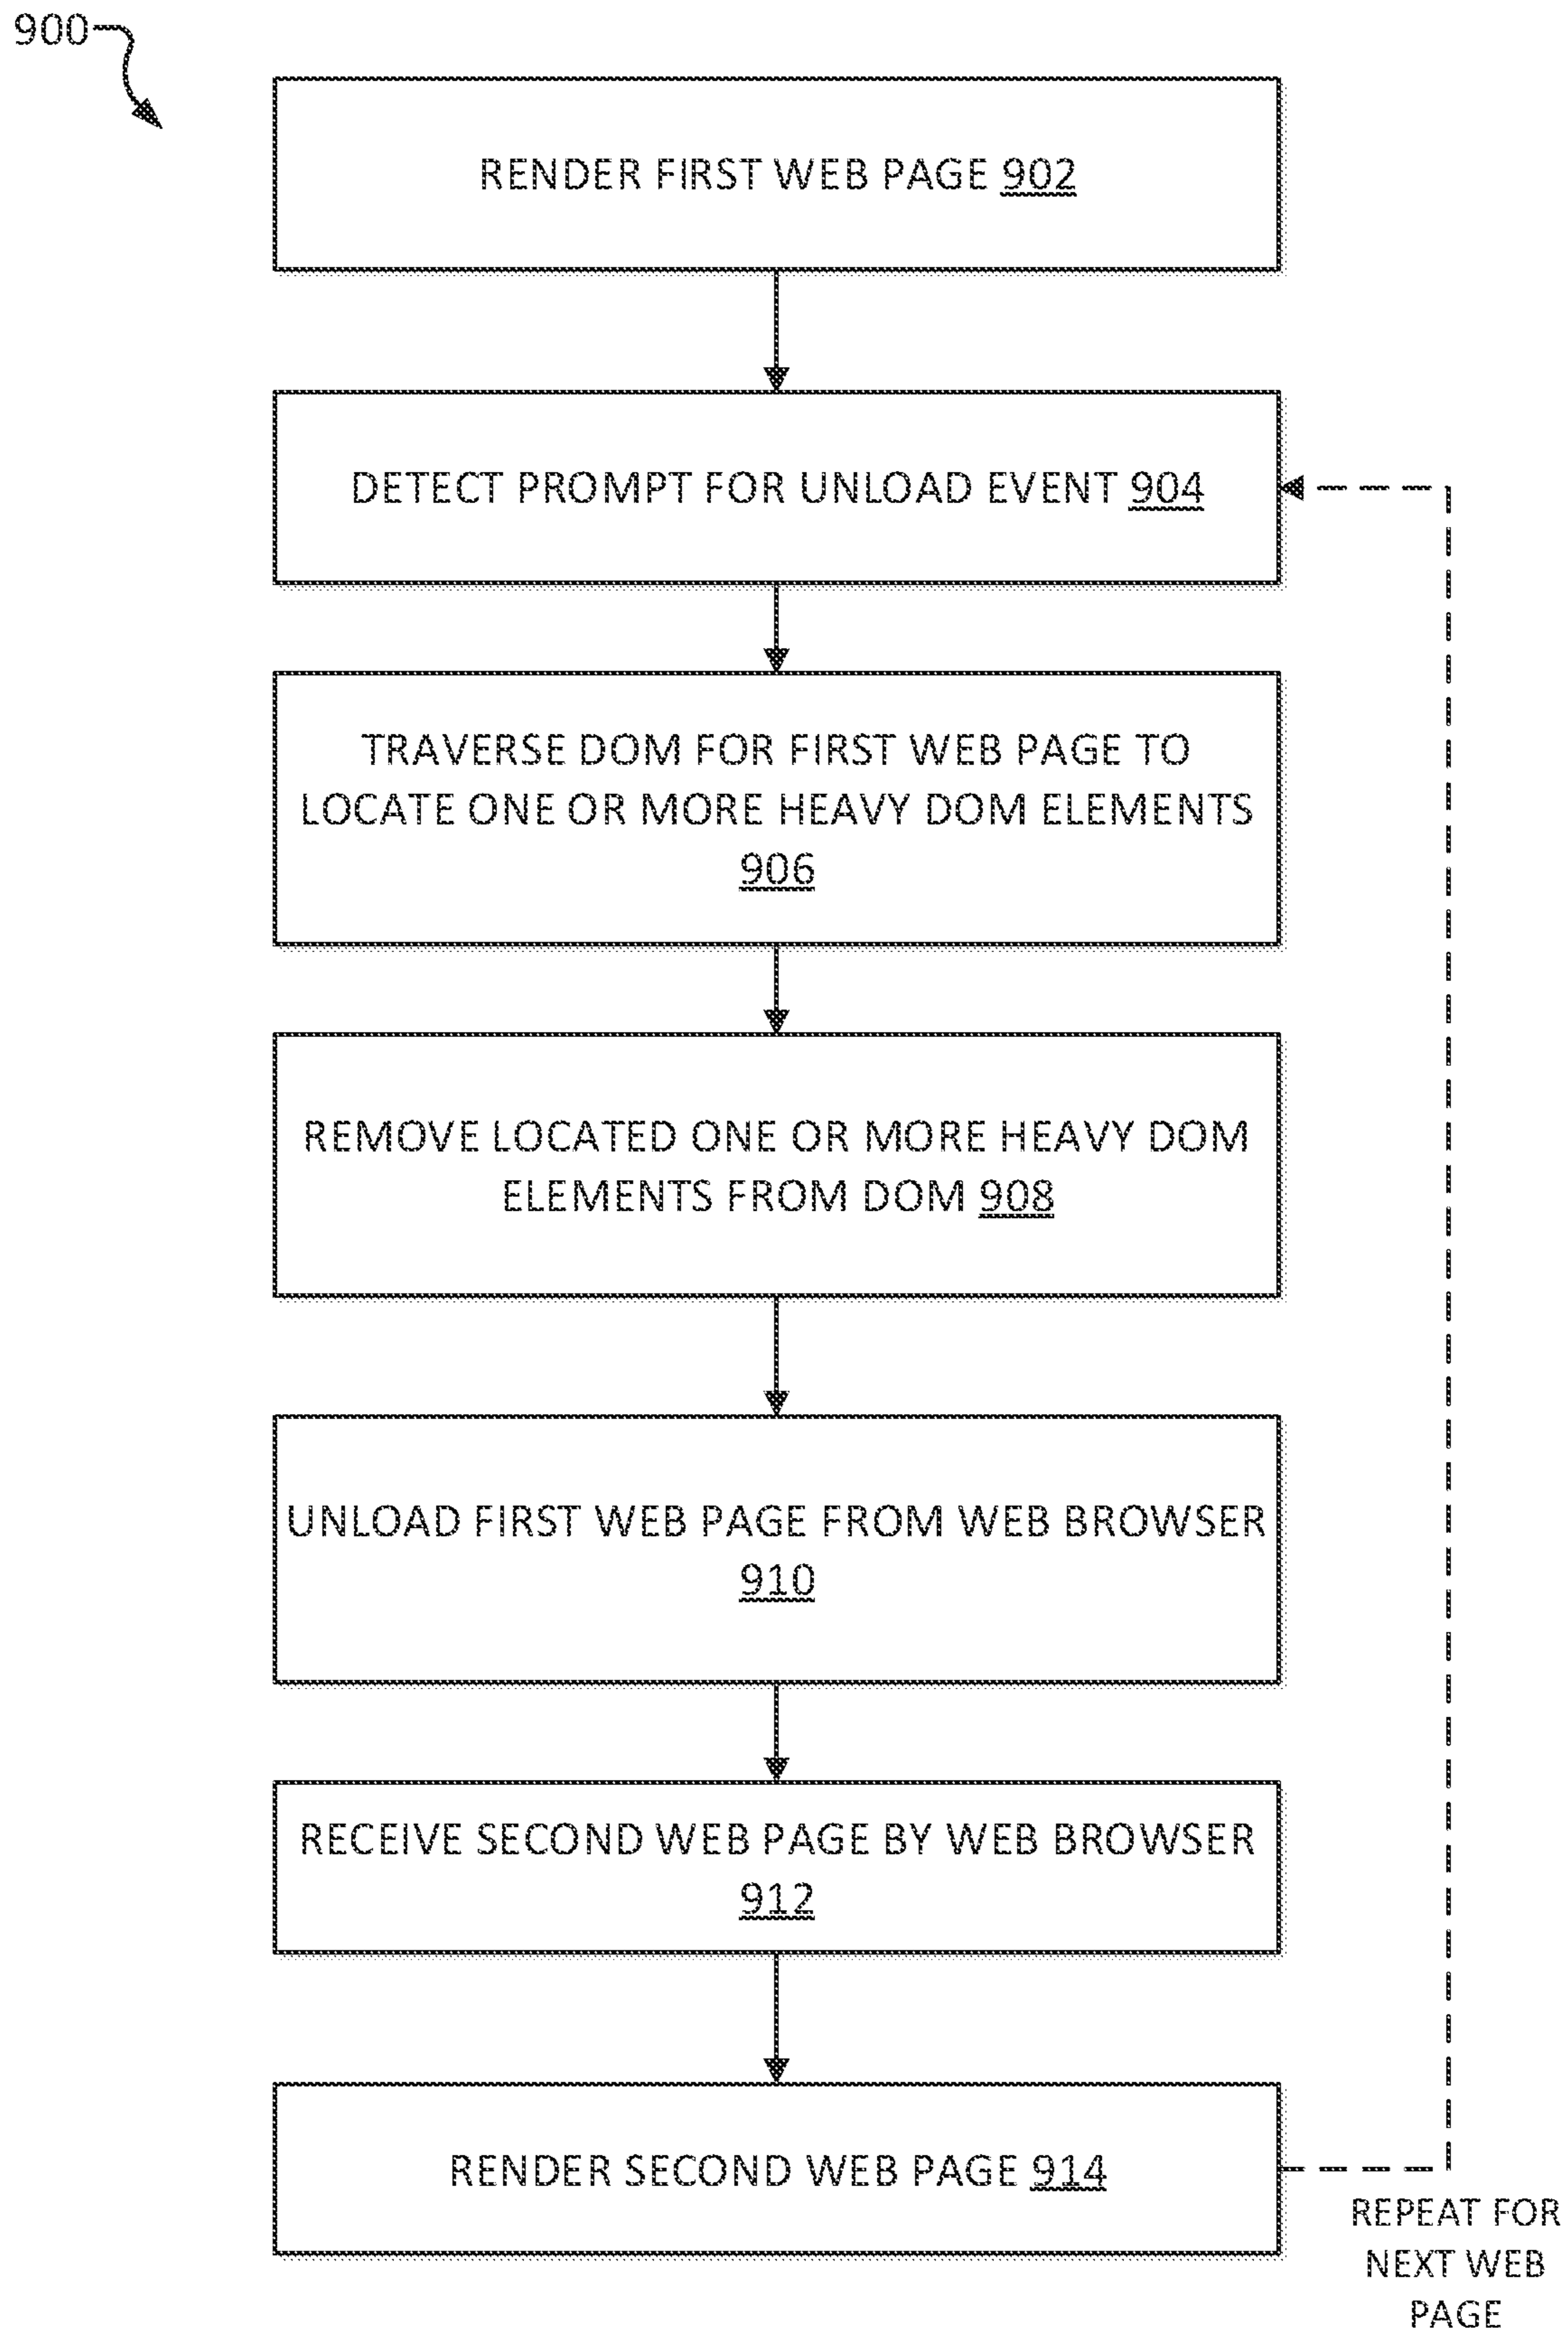 900
RENDER FIRST WEB PAGE 902
DETECT PROMPT FOR UNLOAD EVENT 904
TRAVERSE DOM FOR FIRST WEB PAGE TO
LOCATE ONE OR MORE HEAVY DOM ELEMENTS
906
REMOVE LOCATED ONE OR MORE HEAVY DOM
ELEMENTS FROM DOM 908
UNLOAD FIRST WEB PAGE FROM WEB BROWSER
910
RECEIVE SECOND WEB PAGE BY WEB BROWSER
912
RENDER SECOND WEB PAGE 914
REPEAT FOR
NEXT WEB
PAGE